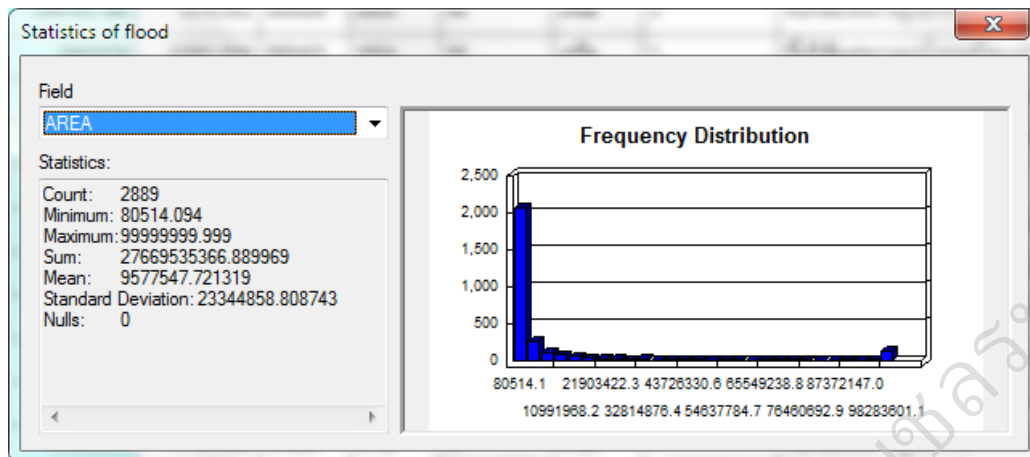 Statistics of flood
Field
AREA
Statistics:
Count: 2889
Minimum: 80514.094
Maximum: 99999999.999
Sum: 27669535366.889969
Mean: 9577547.721319
Standard Deviation: 23344858.808743
Nulls: 0
Frequency Distribution
2,500
2,000
1,500
1,000
500
0
80514.1 21903422.3 43726330.6 65549238.8 87372147.0
10991968.2 32814876.4 54637784.7 76460692.9 98283601.1